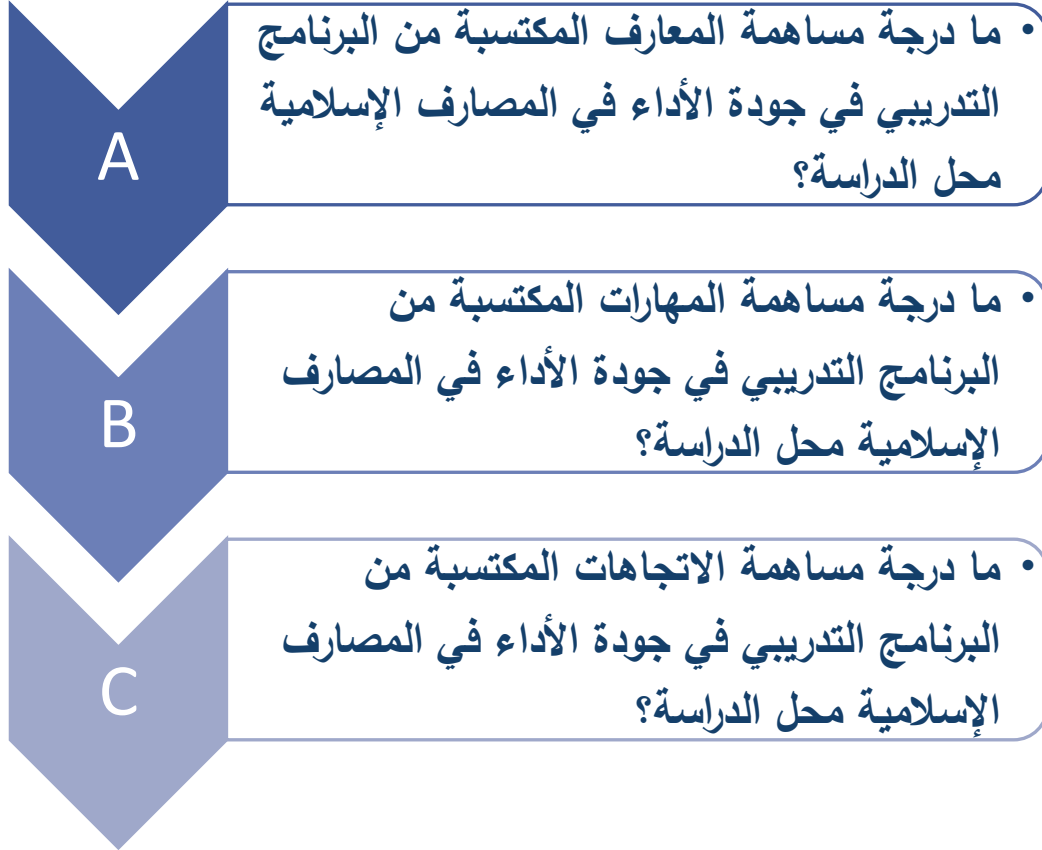 A
• ما درجة مساهمة المعارف المكتسبة من البرنامج
التدريبي في جودة الأداء في المصارف الإسلامية
محل الدراسة؟
B
• ما درجة مساهمة المهارات المكتسبة من
البرنامج التدريبي في جودة الأداء في المصارف
الإسلامية محل الدراسة؟
C
• ما درجة مساهمة الاتجاهات المكتسبة من
البرنامج التدريبي في جودة الأداء في المصارف
الإسلامية محل الدراسة؟